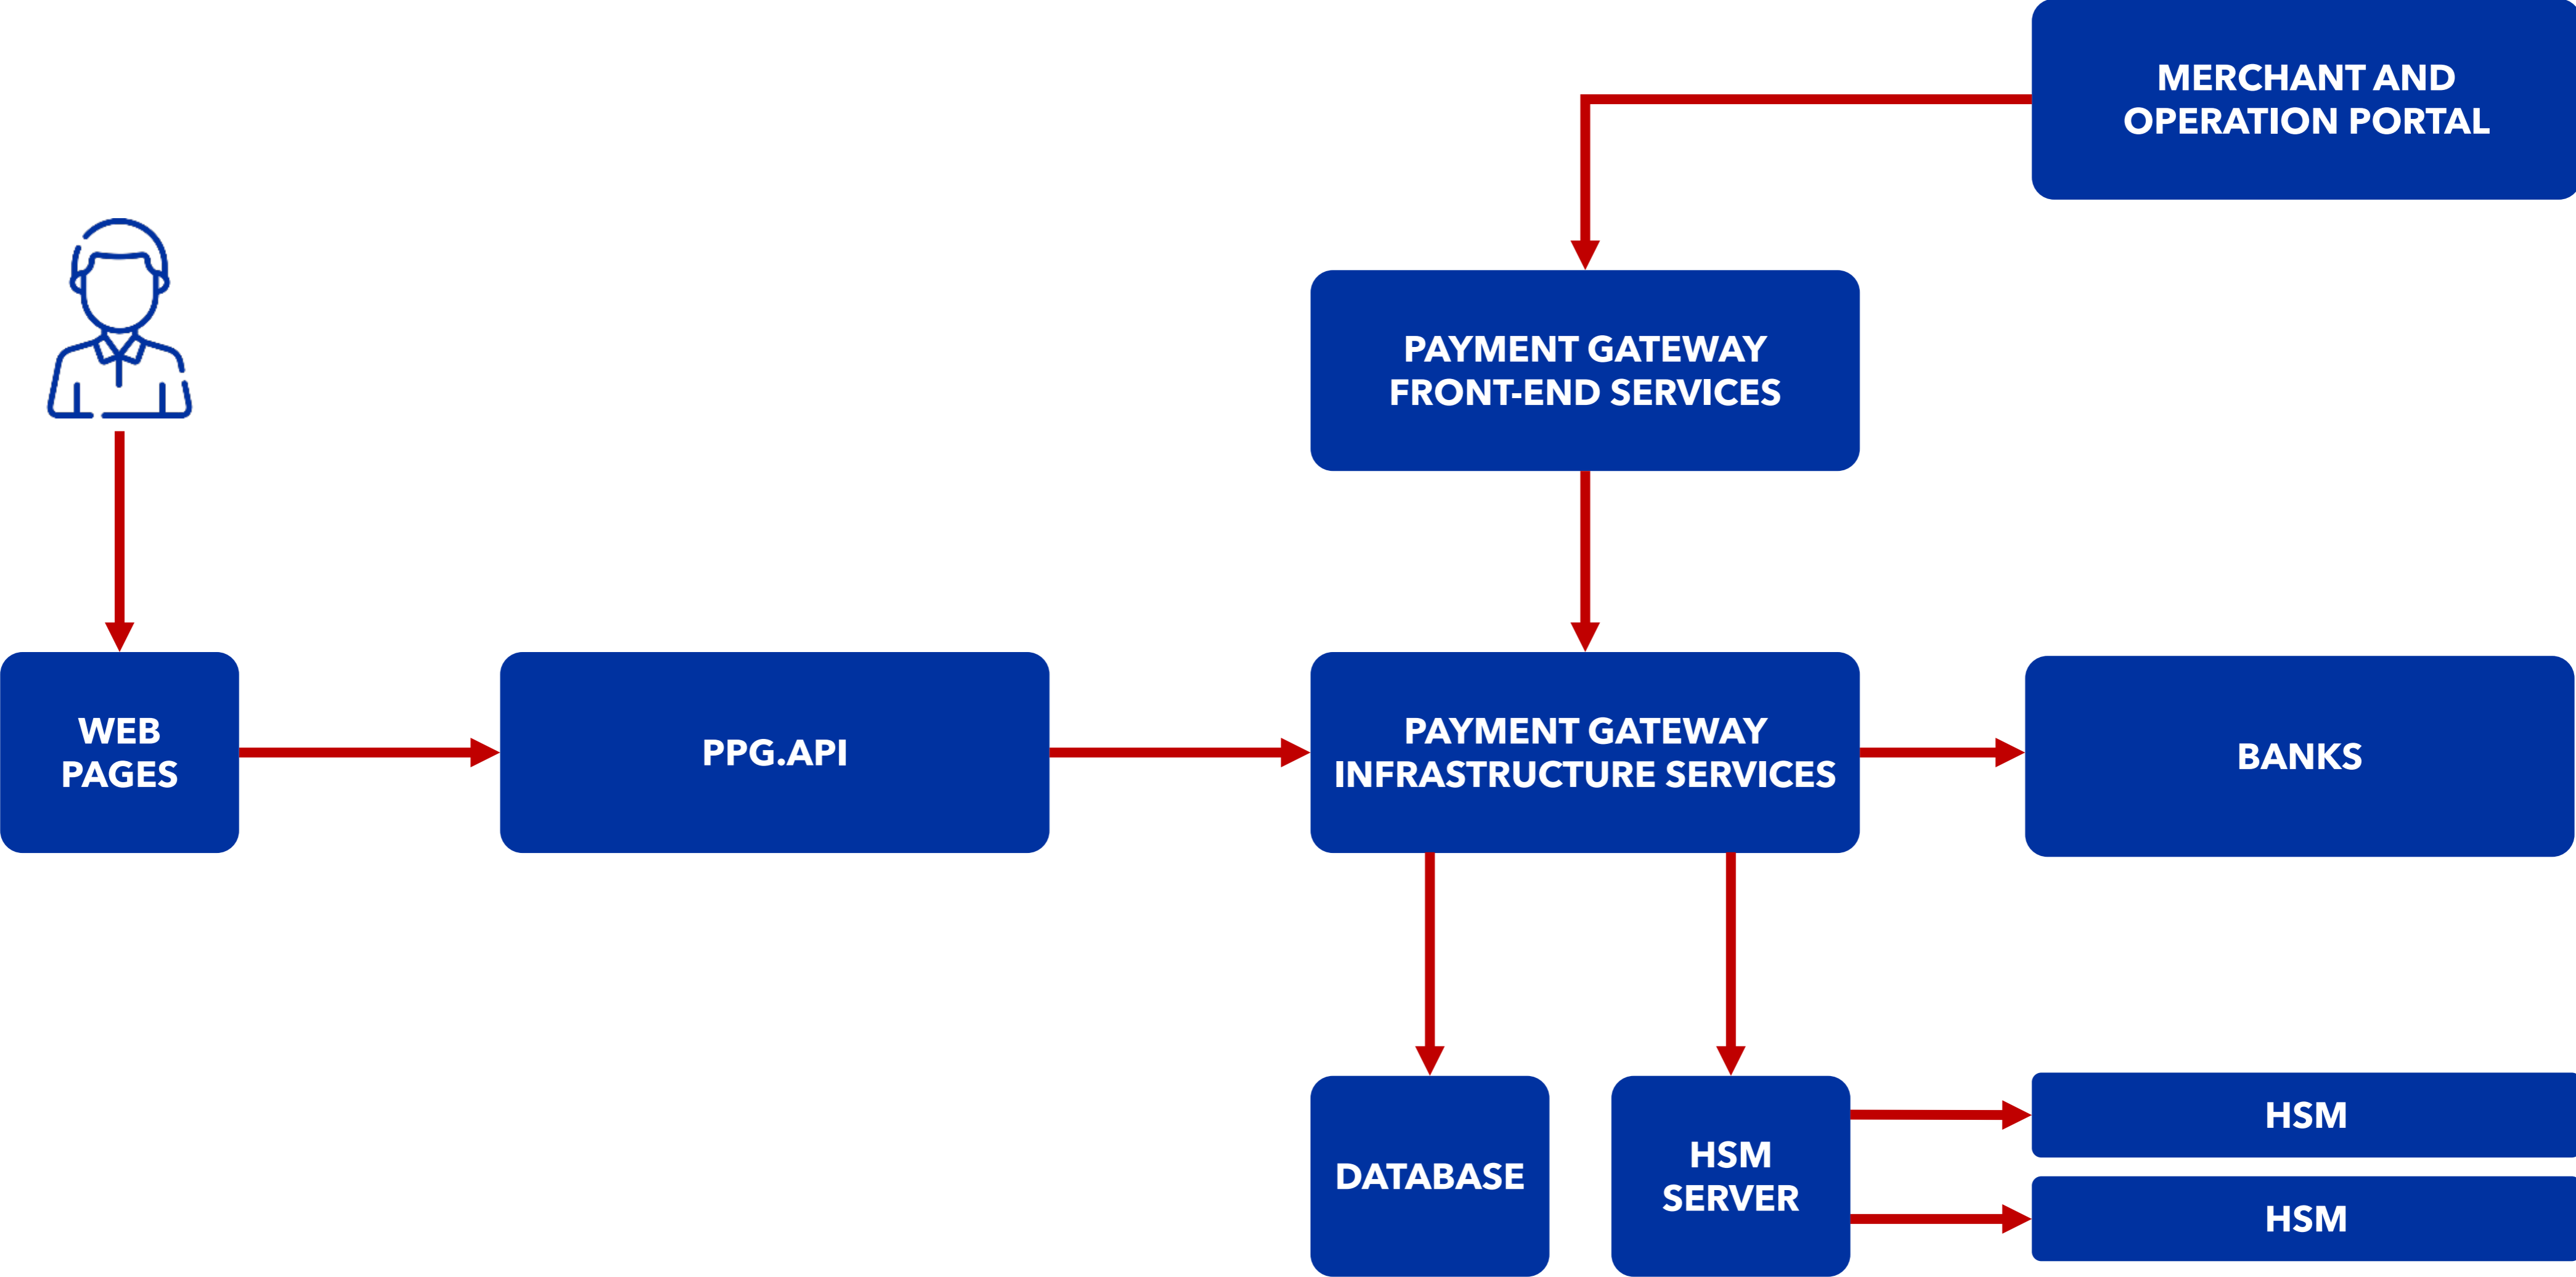 MERCHANT AND
OPERATION PORTAL
PAYMENT GATEWAY
FRONT-END SERVICES
WEB
PAGES
PPG.API
PAYMENT GATEWAY
INFRASTRUCTURE SERVICES
BANKS
DATABASE
HSM
SERVER
HSM
HSM